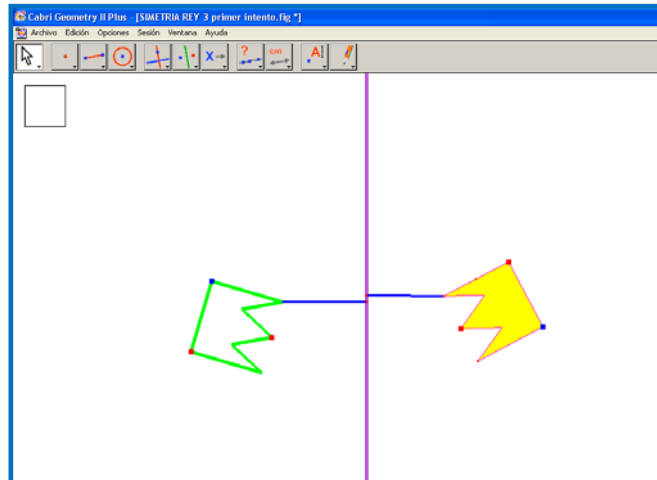 Cabri Geometry II Plus - [SIMETRIA REY 3 primer intento.fig *]
Archivo Edición Opciones Sesión Ventana Ayuda
X ? cm A